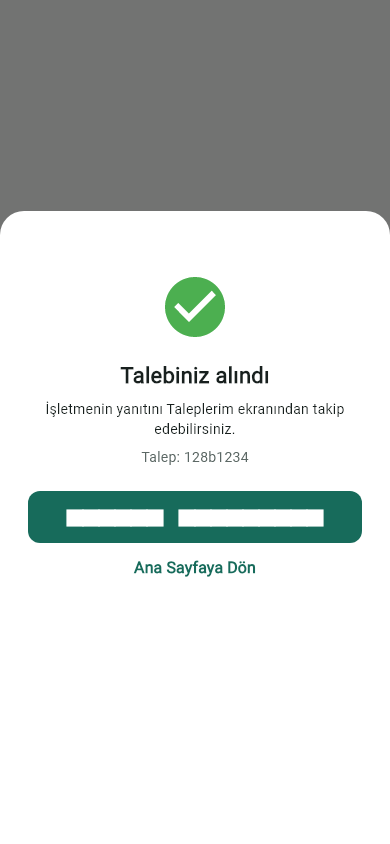 Talebiniz alındı
İşletmenin yanıtını Taleplerim ekranından takip
edebilirsiniz.
Talep: 128b1234
Ana Sayfaya Dön